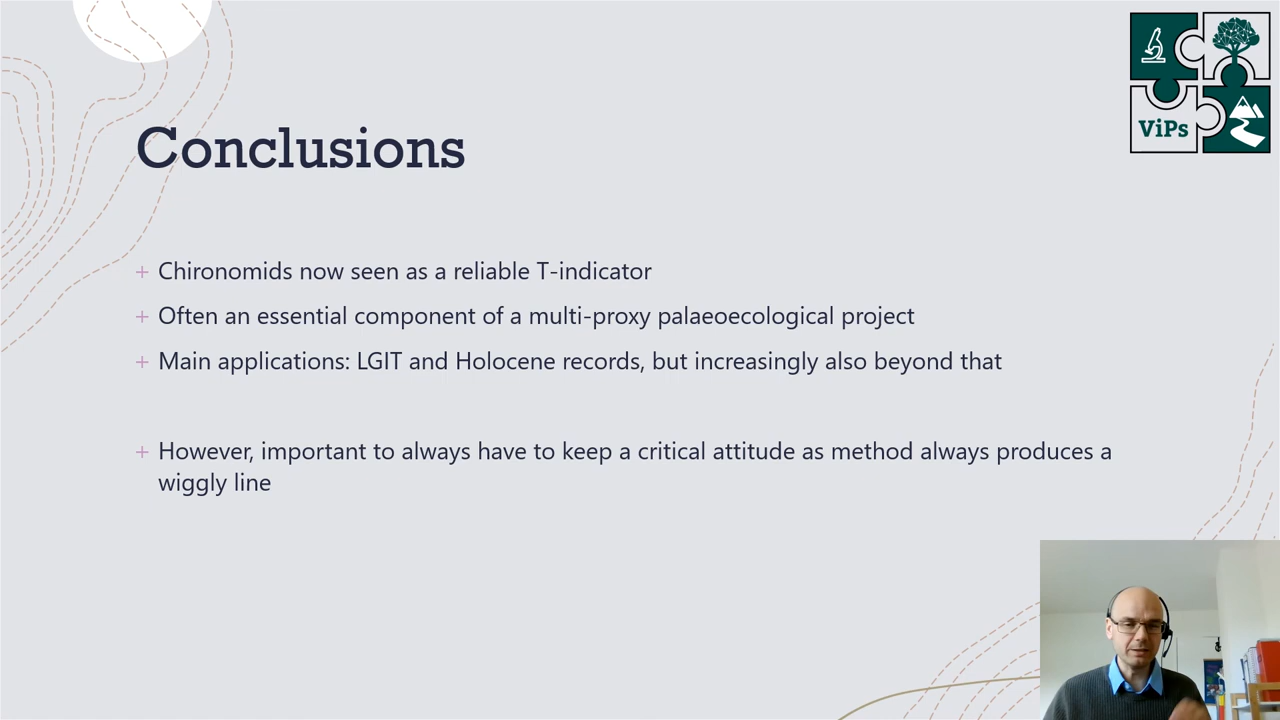 ViPs
Conclusions
+ Chironomids now seen as a reliable T-indicator
+ Often an essential component of a multi-proxy palaeoecological project
+ Main applications: LGIT and Holocene records, but increasingly also beyond that
+ However, important to always have to keep a critical attitude as method always produces a
wiggly line